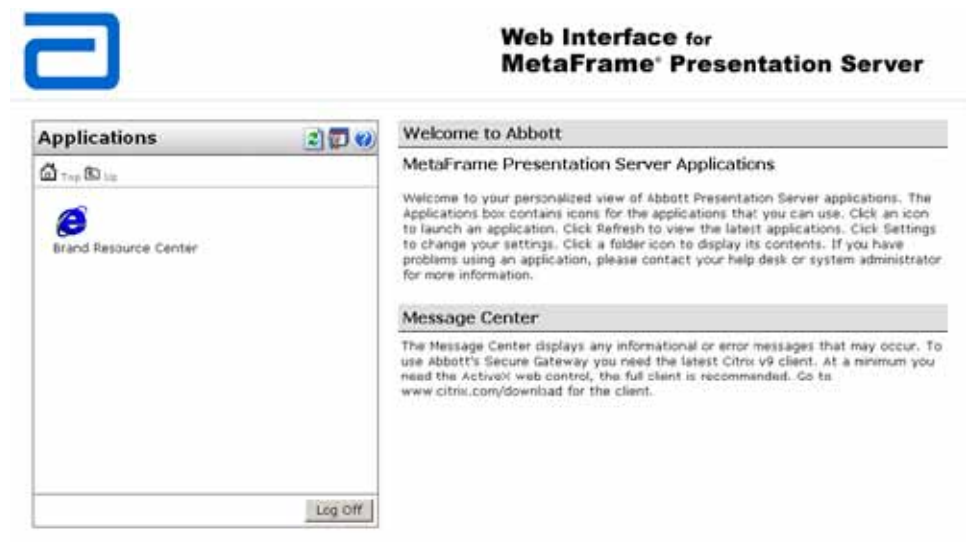 Web Interface for
MetaFrame® Presentation Server
Applications
Top Up
Brand Resource Center
Log Off
Welcome to Abbott
MetaFrame Presentation Server Applications
Welcome to your personalized view of Abbott Presentation Server applications. The
Applications box contains icons for the applications that you can use. Click an icon
to launch an application. Click Refresh to view the latest applications. Click Settings
to change your settings. Click a folder icon to display its contents. If you have
problems using an application, please contact your help desk or system administrator
for more information.
Message Center
The Message Center displays any informational or error messages that may occur. To
use Abbott's Secure Gateway you need the latest Citrix v9 client. At a minimum you
need the ActiveX web control, the full client is recommended. Go to
www.citrix.com/download for the client.